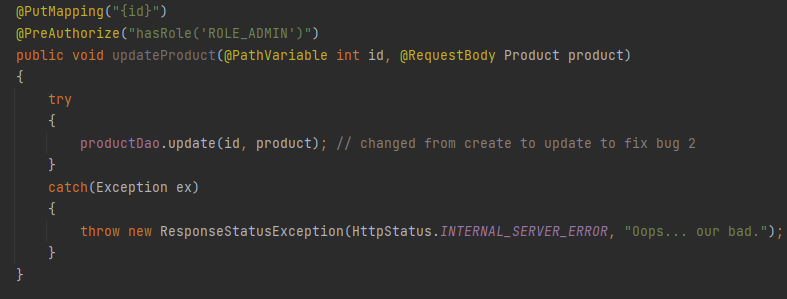 @PutMapping("{id}")
@PreAuthorize("hasRole('ROLE_ADMIN')")
public void updateProduct(@PathVariable int id, @RequestBody Product product)
{
    try
    {
        productDao.update(id, product); // changed from create to update to fix bug 2
    }
    catch(Exception ex)
    {
        throw new ResponseStatusException(HttpStatus.INTERNAL_SERVER_ERROR, "Oops... our bad.");
    }
}